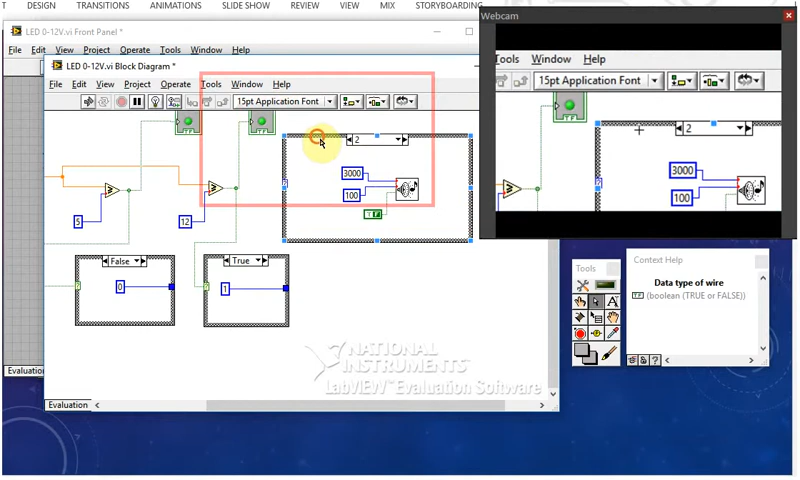 T DESIGN TRANSITIONS ANIMATIONS SLIDE SHOW REVIEW VIEW MIX STORYBOARDING
LED 0-12V.vi Front Panel *
File Edit View Project Operate Tools Window Help
LED 0-12V.vi Block Diagram *
File Edit View Project Operate Tools Window Help
15pt Application Font
2
3000
100
T F
5
12
False
0
True
1
NATIONAL
INSTRUMENTS
LabVIEW Evaluation Software
Evaluation
Evaluation
Webcam
Tools Window Help
15pt Application Font
T F
2
3000
100
Tools
Context Help
Data type of wire
TF (boolean (TRUE or FALSE))